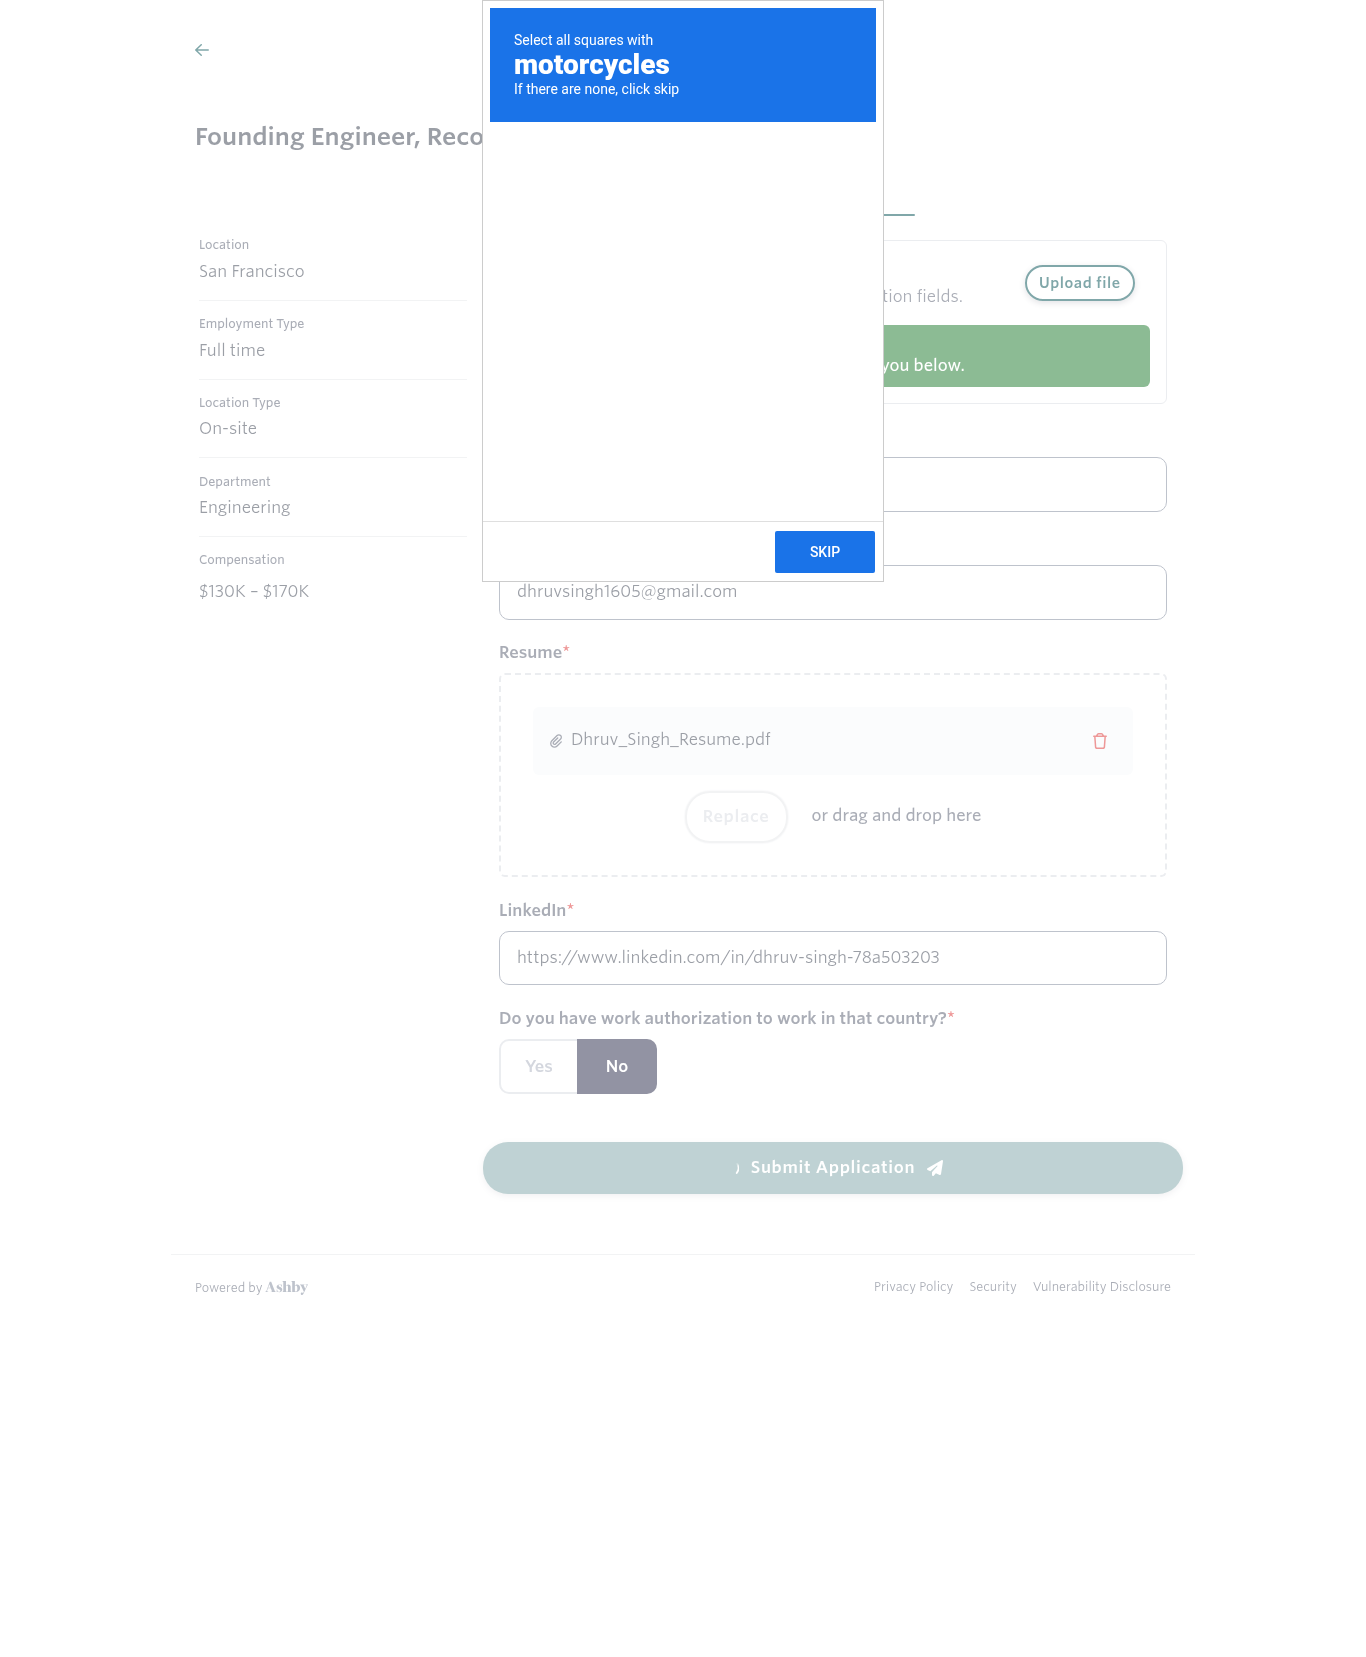 Select all squares with
motorcycles
If there are none, click skip
SKIP
Founding Engineer, Reco
Location
San Francisco
Employment Type
Full time
Location Type
On-site
Department
Engineering
Compensation
$130K – $170K
tion fields.
Upload file
you below.
dhruvsingh1605@gmail.com
Resume*
Dhruv_Singh_Resume.pdf
Replace or drag and drop here
LinkedIn*
https://www.linkedin.com/in/dhruv-singh-78a503203
Do you have work authorization to work in that country?*
Yes No
Submit Application
Powered by Ashby
Privacy Policy Security Vulnerability Disclosure